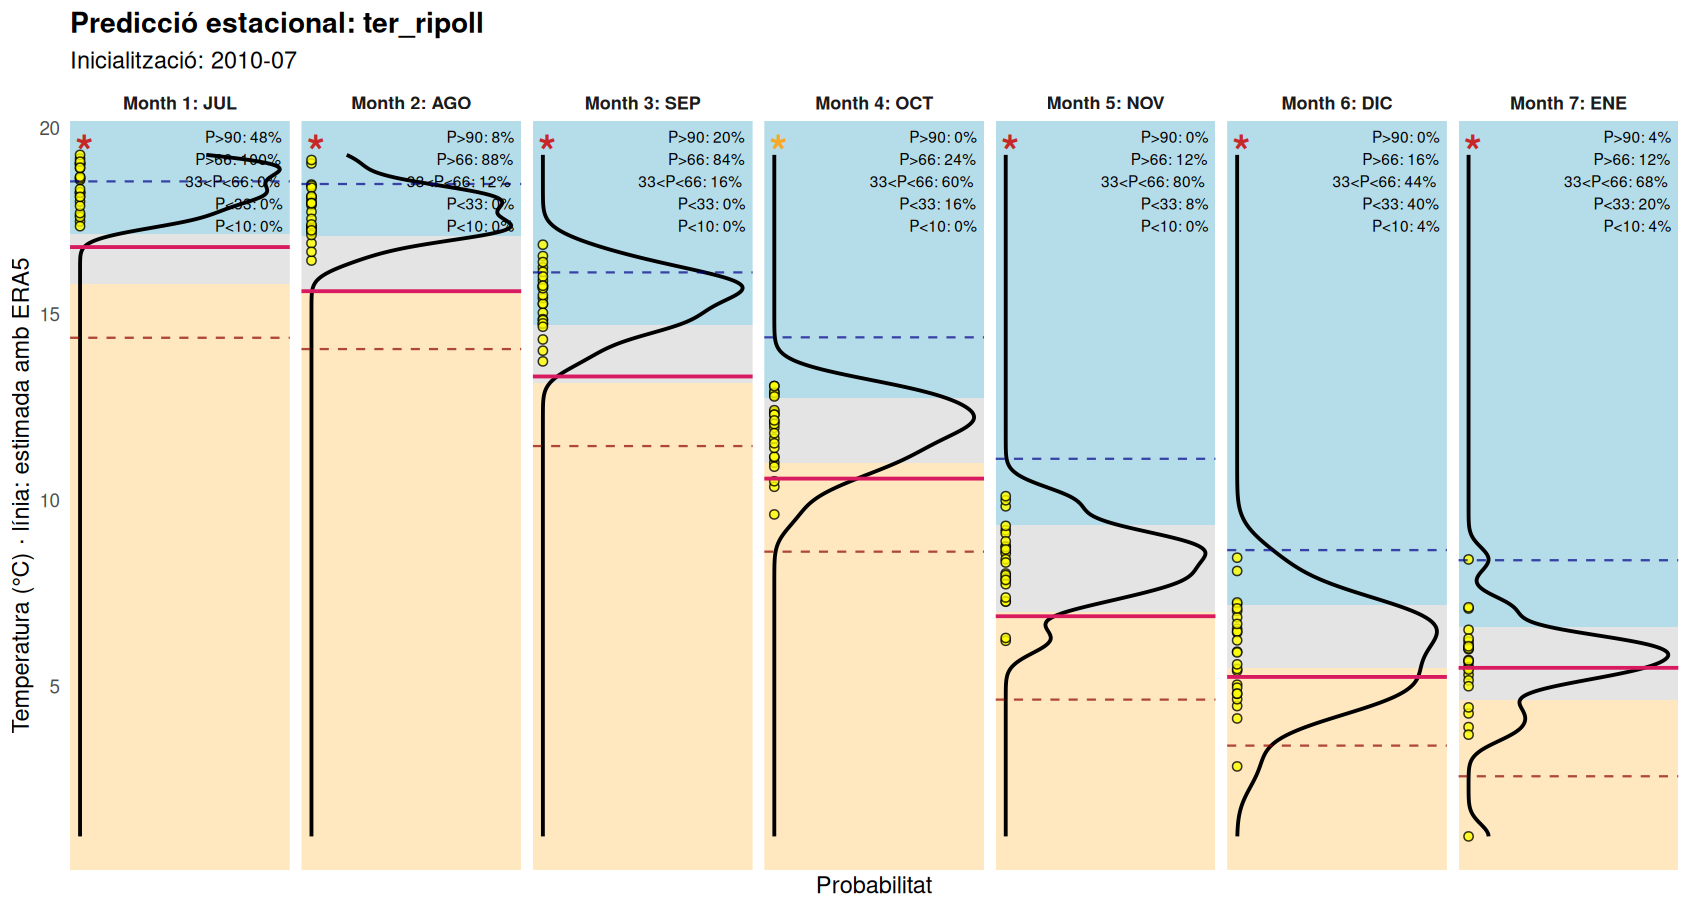 Predicció estacional: ter_ripoll
Inicialització: 2010-07
Month 1: JUL
Month 2: AGO
Month 3: SEP
Month 4: OCT
Month 5: NOV
Month 6: DIC
Month 7: ENE
P>90: 48%
P>66: 100%
33<P<66: 0%
P<33: 0%
P<10: 0%
P>90: 8%
P>66: 88%
33<P<66: 12%
P<33: 0%
P<10: 0%
P>90: 20%
P>66: 84%
33<P<66: 16%
P<33: 0%
P<10: 0%
P>90: 0%
P>66: 24%
33<P<66: 60%
P<33: 16%
P<10: 0%
P>90: 0%
P>66: 12%
33<P<66: 80%
P<33: 8%
P<10: 0%
P>90: 0%
P>66: 16%
33<P<66: 44%
P<33: 40%
P<10: 4%
P>90: 4%
P>66: 12%
33<P<66: 68%
P<33: 20%
P<10: 4%
20
15
10
5
Temperatura (°C) · línia: estimada amb ERA5
Probabilitat